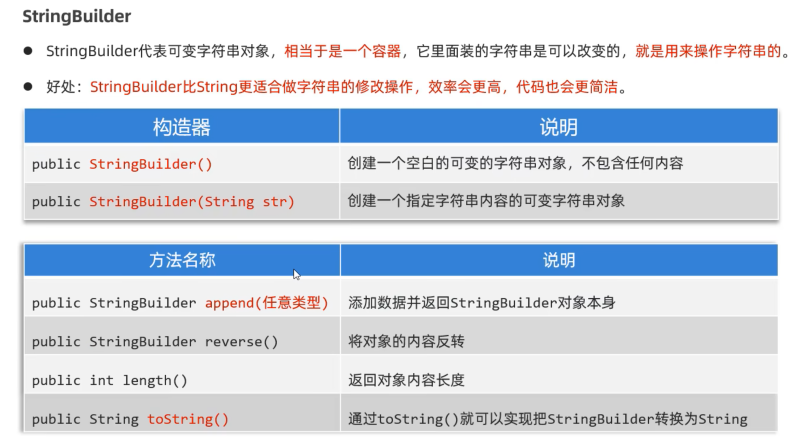 StringBuilder
● StringBuilder代表可变字符串对象，相当于是一个容器，它里面装的字符串是可以改变的，就是用来操作字符串的。
● 好处：StringBuilder比String更适合做字符串的修改操作，效率会更高，代码也会更简洁。
构造器 说明
public StringBuilder() 创建一个空白的可变的字符串对象，不包含任何内容
public StringBuilder(String str) 创建一个指定字符串内容的可变字符串对象
方法名称 说明
public StringBuilder append(任意类型) 添加数据并返回StringBuilder对象本身
public StringBuilder reverse() 将对象的内容反转
public int length() 返回对象内容长度
public String toString() 通过toString()就可以实现把StringBuilder转换为String